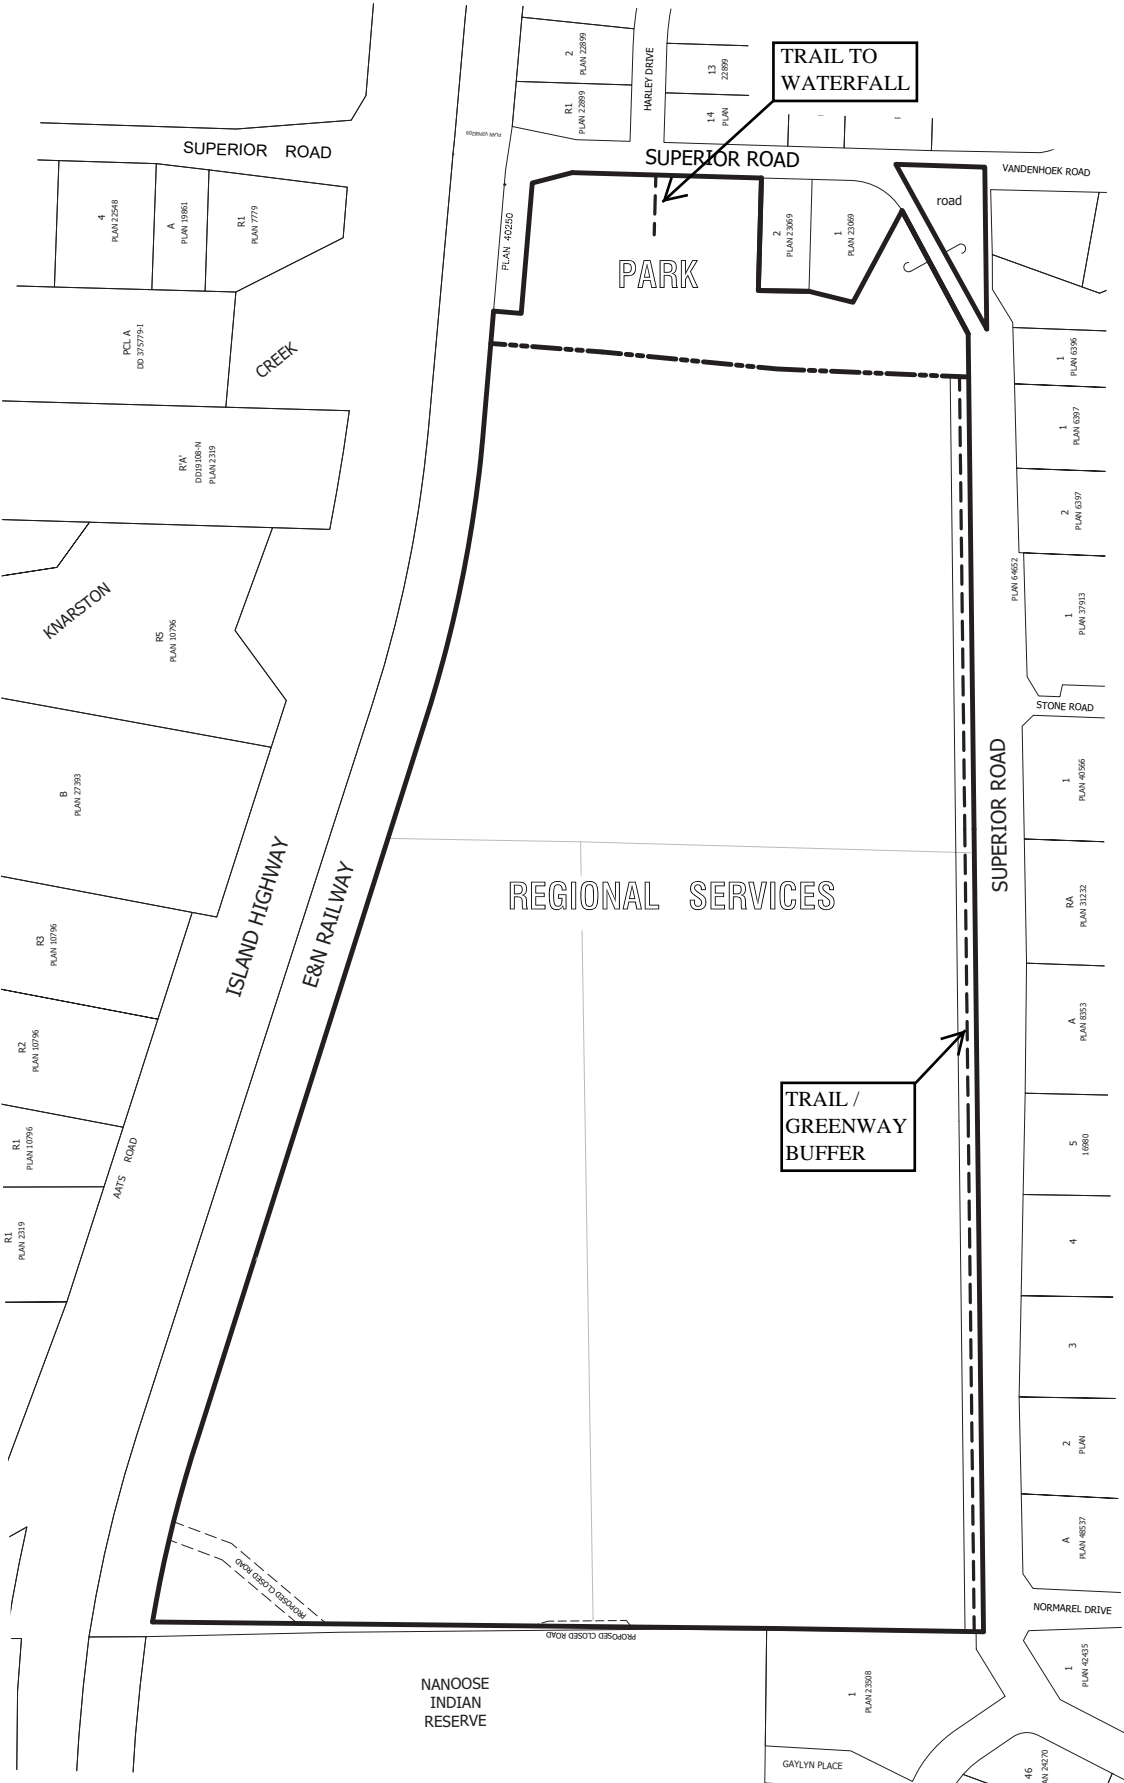 2
PLAN 22899
HARLEY DRIVE
13
22899
TRAIL TO
WATERFALL
R1
PLAN 22899
14
PLAN
SUPERIOR ROAD
SUPERIOR ROAD
VANDENHOEK ROAD
4
PLAN 22548
A
PLAN 19861
R1
PLAN 7779
PLAN 40250
2
PLAN 23069
1
PLAN 23069
road
PARK
PCL A
DD 375779-I
CREEK
1
PLAN 6396
1
PLAN 6397
R'A'
DD19108-N
PLAN 2319
2
PLAN 6397
PLAN 64652
KNARSTON
R5
PLAN 10796
1
PLAN 37913
STONE ROAD
B
PLAN 27393
1
PLAN 40566
SUPERIOR ROAD
ISLAND HIGHWAY
E&N RAILWAY
REGIONAL SERVICES
RA
PLAN 31232
R3
PLAN 10796
A
PLAN 8353
R2
PLAN 10796
TRAIL /
GREENWAY
BUFFER
R1
PLAN 10796
AATS ROAD
5
16980
R1
PLAN 2319
4
3
2
PLAN
A
PLAN 48537
PROPOSED CLOSED ROAD
PROPOSED CLOSED ROAD
NORMAREL DRIVE
NANOOSE
INDIAN
RESERVE
1
PLAN 23508
1
PLAN 42435
GAYLYN PLACE
46
AN 24270